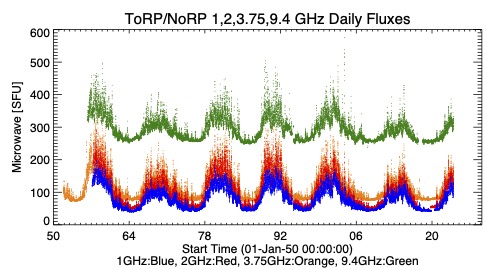 ToRP/NoRP 1,2,3.75,9.4 GHz Daily Fluxes
600
500
400
300
200
100
0
Microwave [SFU]
50 64 78 92 06 20
Start Time (01-Jan-50 00:00:00)
1GHz:Blue, 2GHz:Red, 3.75GHz:Orange, 9.4GHz:Green